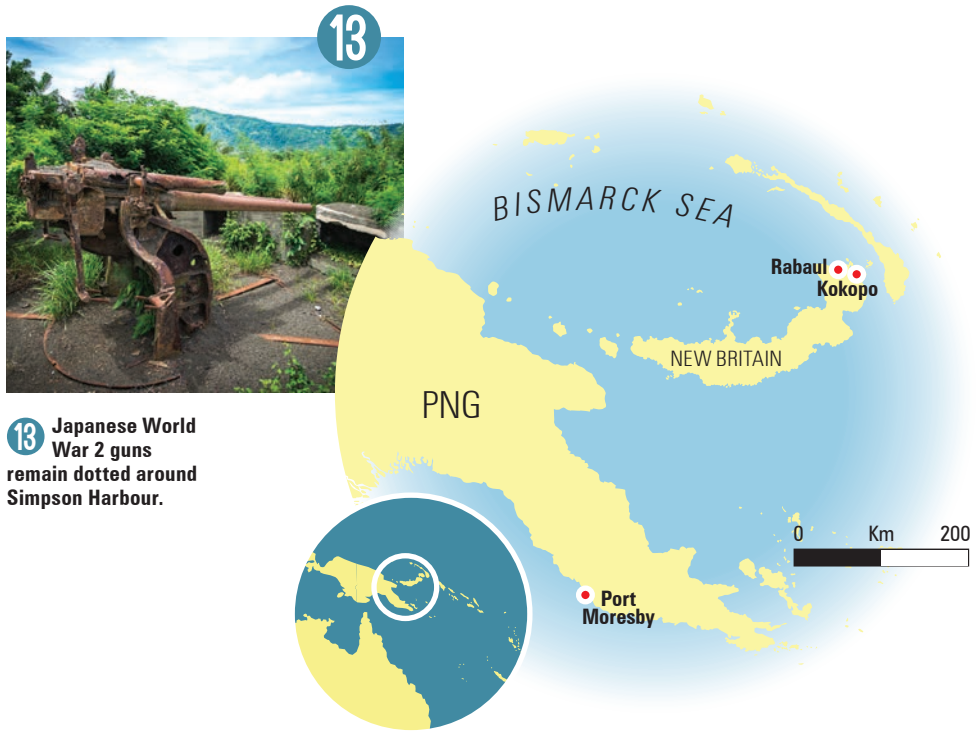 13
13 Japanese World
War 2 guns
remain dotted around
Simpson Harbour.
BISMARCK SEA
Rabaul
Kokopo
NEW BRITAIN
PNG
0 Km 200
Port
Moresby